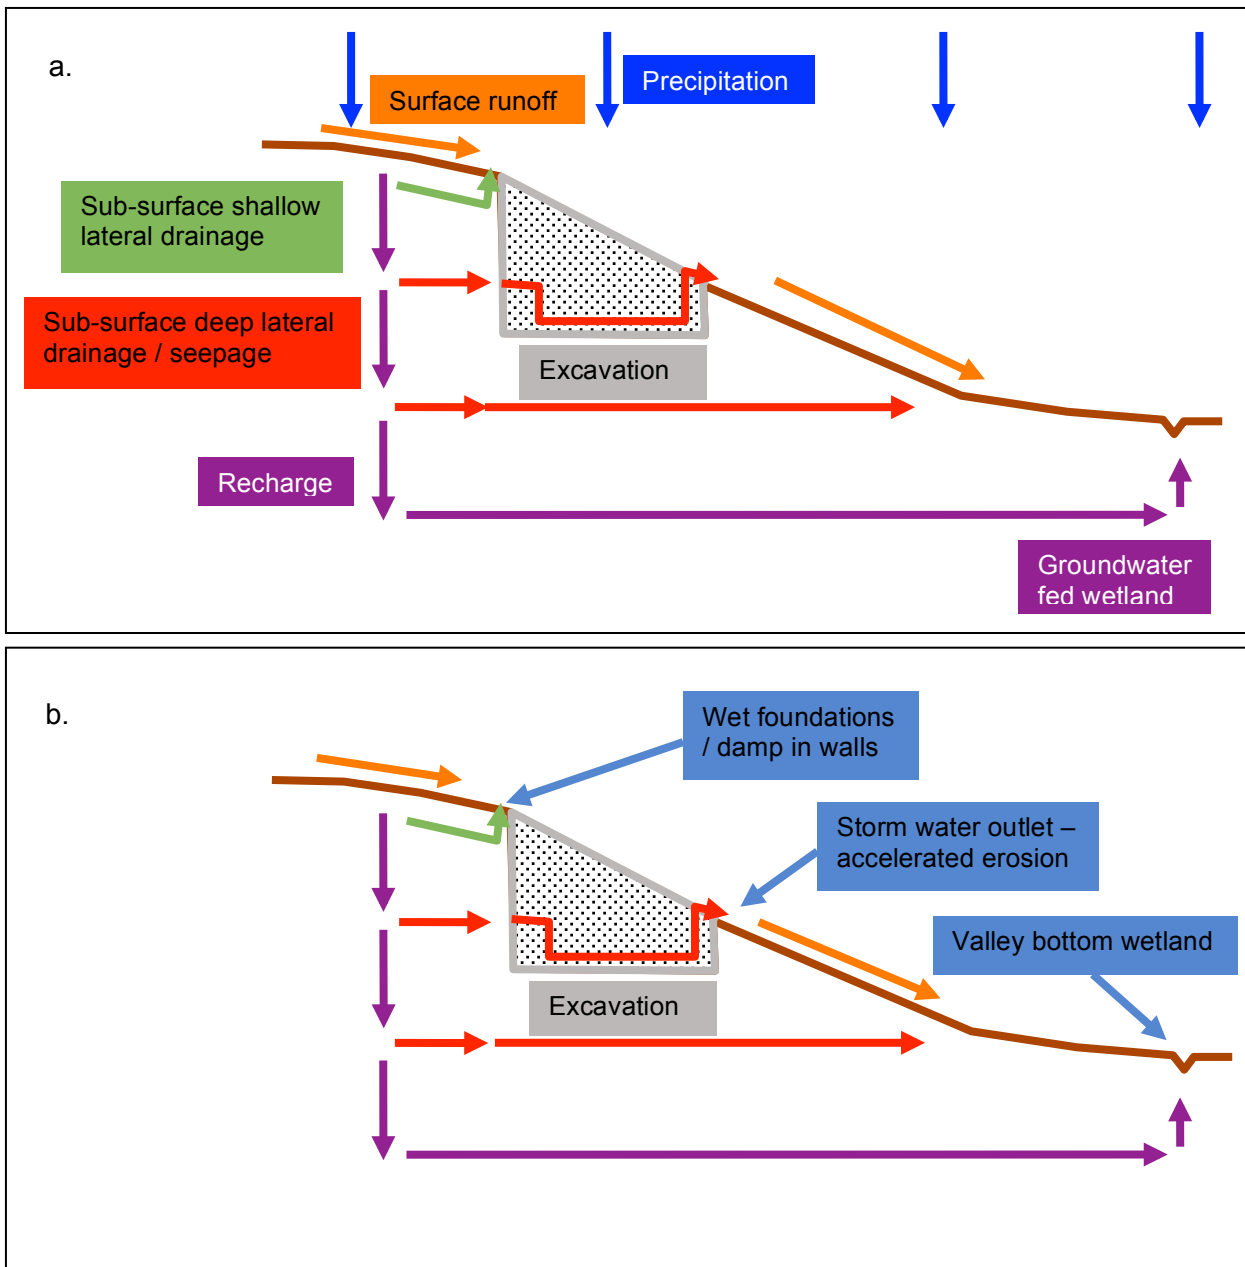 a.
Precipitation
Surface runoff
Sub-surface shallow
lateral drainage
Sub-surface deep lateral
drainage / seepage
Excavation
Recharge
Groundwater
fed wetland
b.
Wet foundations
/ damp in walls
Storm water outlet –
accelerated erosion
Valley bottom wetland
Excavation